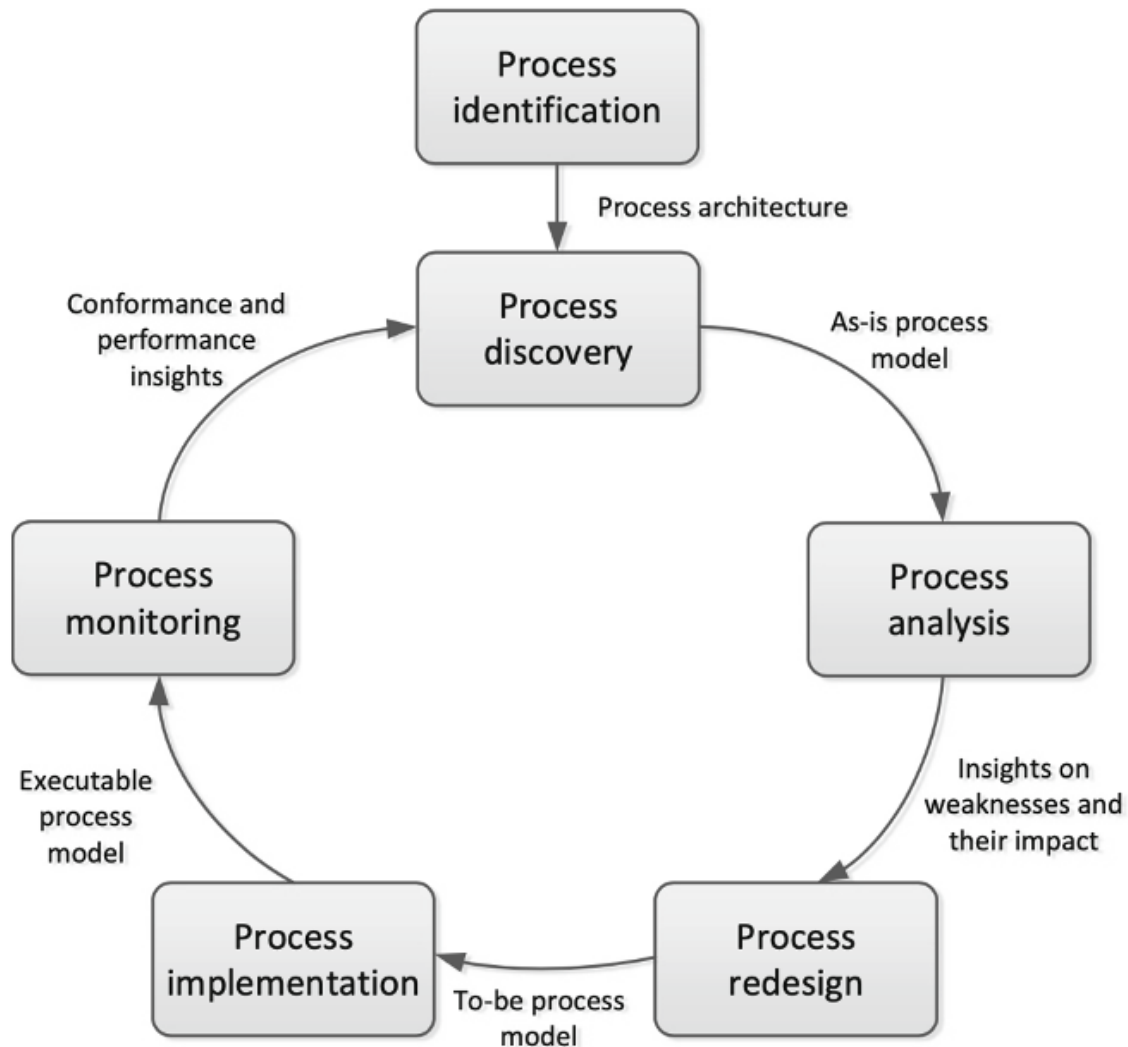 Process
identification
Process architecture
Process
discovery
As-is process
model
Process
analysis
Insights on
weaknesses and
their impact
Process
redesign
To-be process
model
Process
implementation
Executable
process
model
Process
monitoring
Conformance and
performance
insights